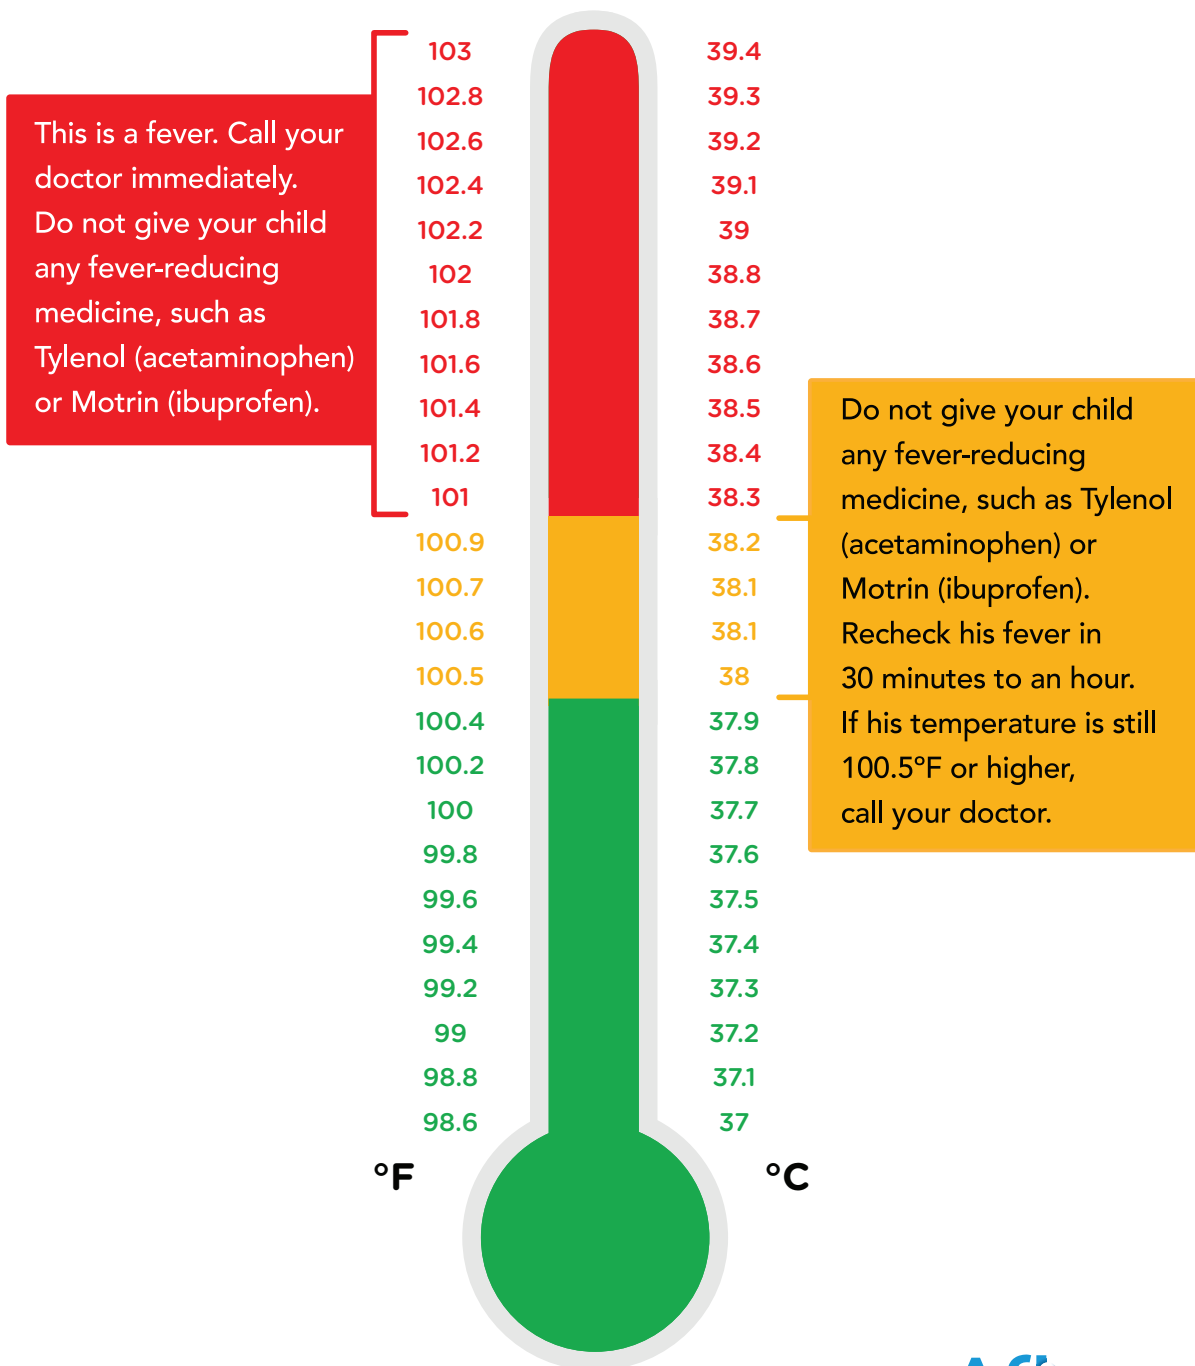 This is a fever. Call your
doctor immediately.
Do not give your child
any fever-reducing
medicine, such as
Tylenol (acetaminophen)
or Motrin (ibuprofen).
103 39.4
102.8 39.3
102.6 39.2
102.4 39.1
102.2 39
102 38.8
101.8 38.7
101.6 38.6
101.4 38.5
101.2 38.4
101 38.3
100.9 38.2
100.7 38.1
100.6 38.1
100.5 38
100.4 37.9
100.2 37.8
100 37.7
99.8 37.6
99.6 37.5
99.4 37.4
99.2 37.3
99 37.2
98.8 37.1
98.6 37
°F °C
Do not give your child
any fever-reducing
medicine, such as Tylenol
(acetaminophen) or
Motrin (ibuprofen).
Recheck his fever in
30 minutes to an hour.
If his temperature is still
100.5ºF or higher,
call your doctor.